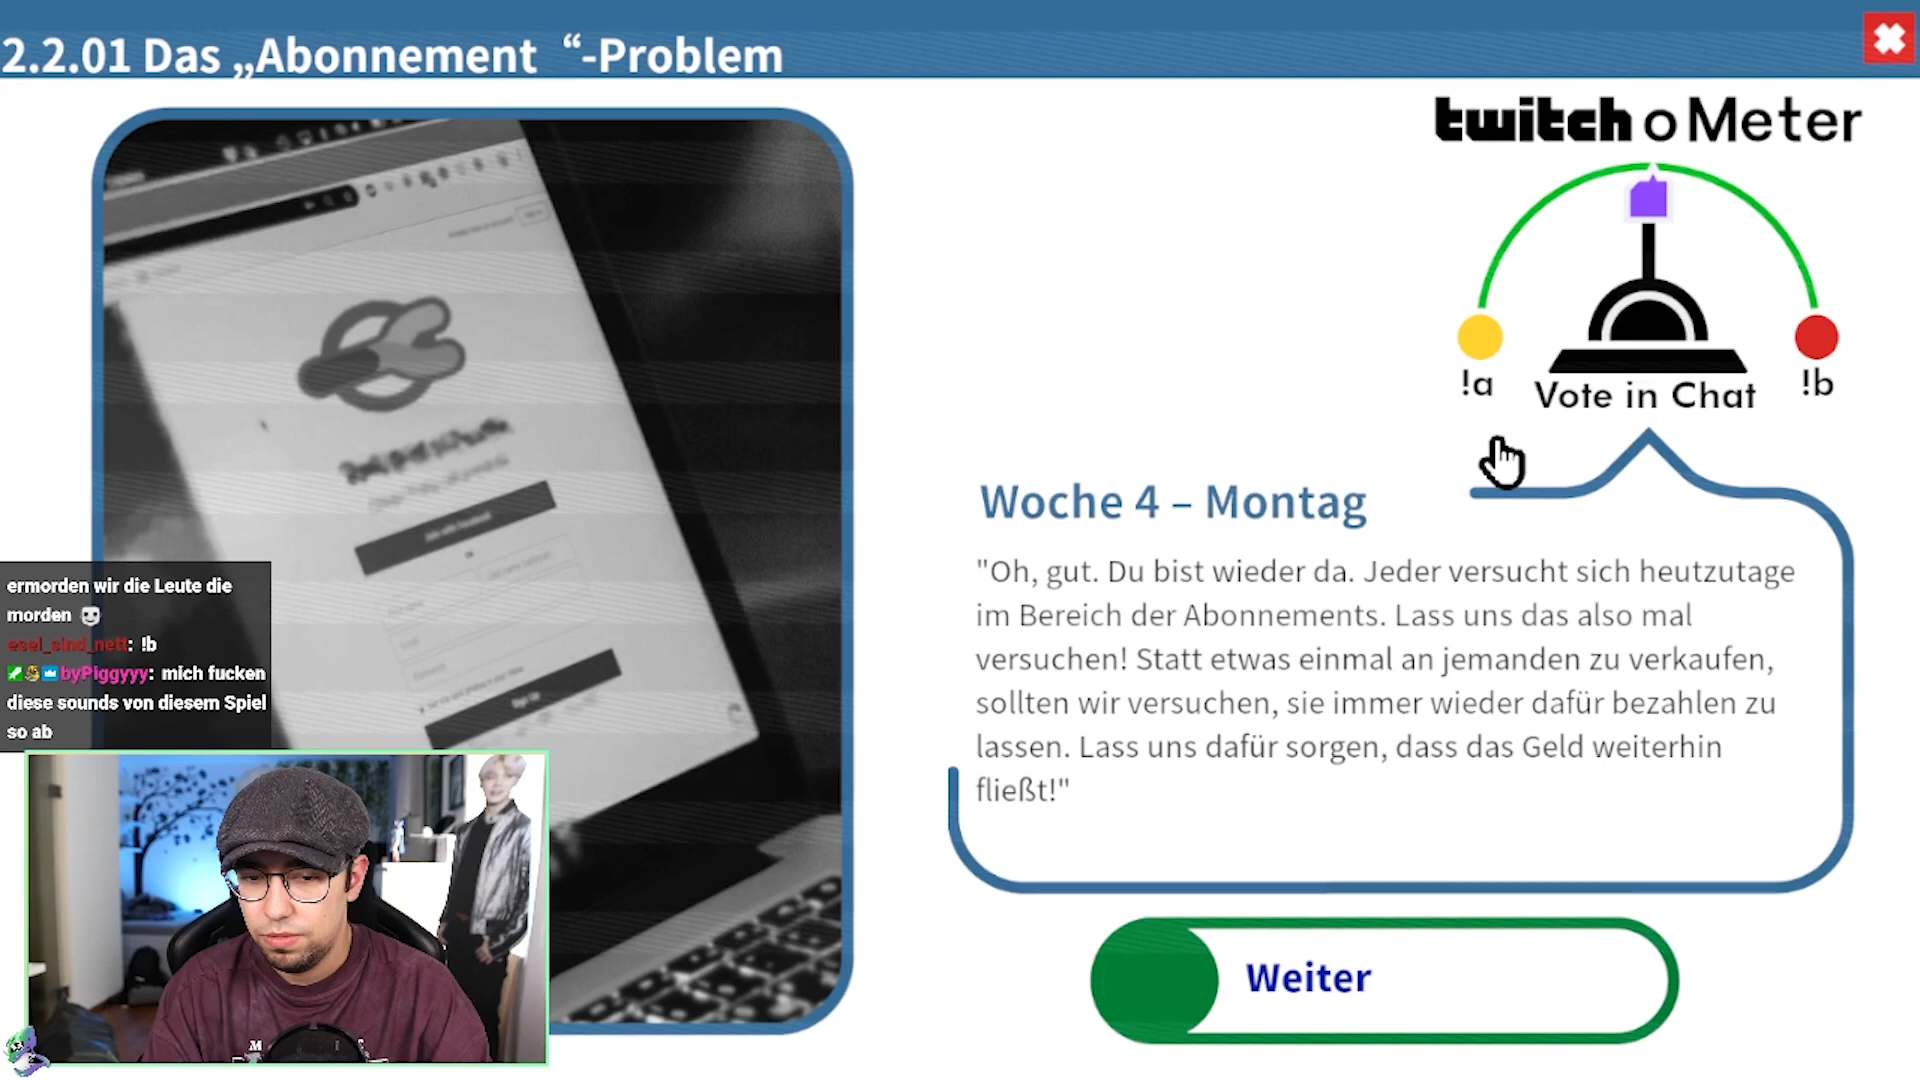 2.2.01 Das „Abonnement “-Problem
twitch o Meter
!a
Vote in Chat
!b
Woche 4 – Montag
"Oh, gut. Du bist wieder da. Jeder versucht sich heutzutage
im Bereich der Abonnements. Lass uns das also mal
versuchen! Statt etwas einmal an jemanden zu verkaufen,
sollten wir versuchen, sie immer wieder dafür bezahlen zu
lassen. Lass uns dafür sorgen, dass das Geld weiterhin
fließt!"
Weiter
ermorden wir die Leute die
morden
esel_sind_nett: !b
byPiggyyy: mich fucken
diese sounds von diesem Spiel
so ab
Sign Up